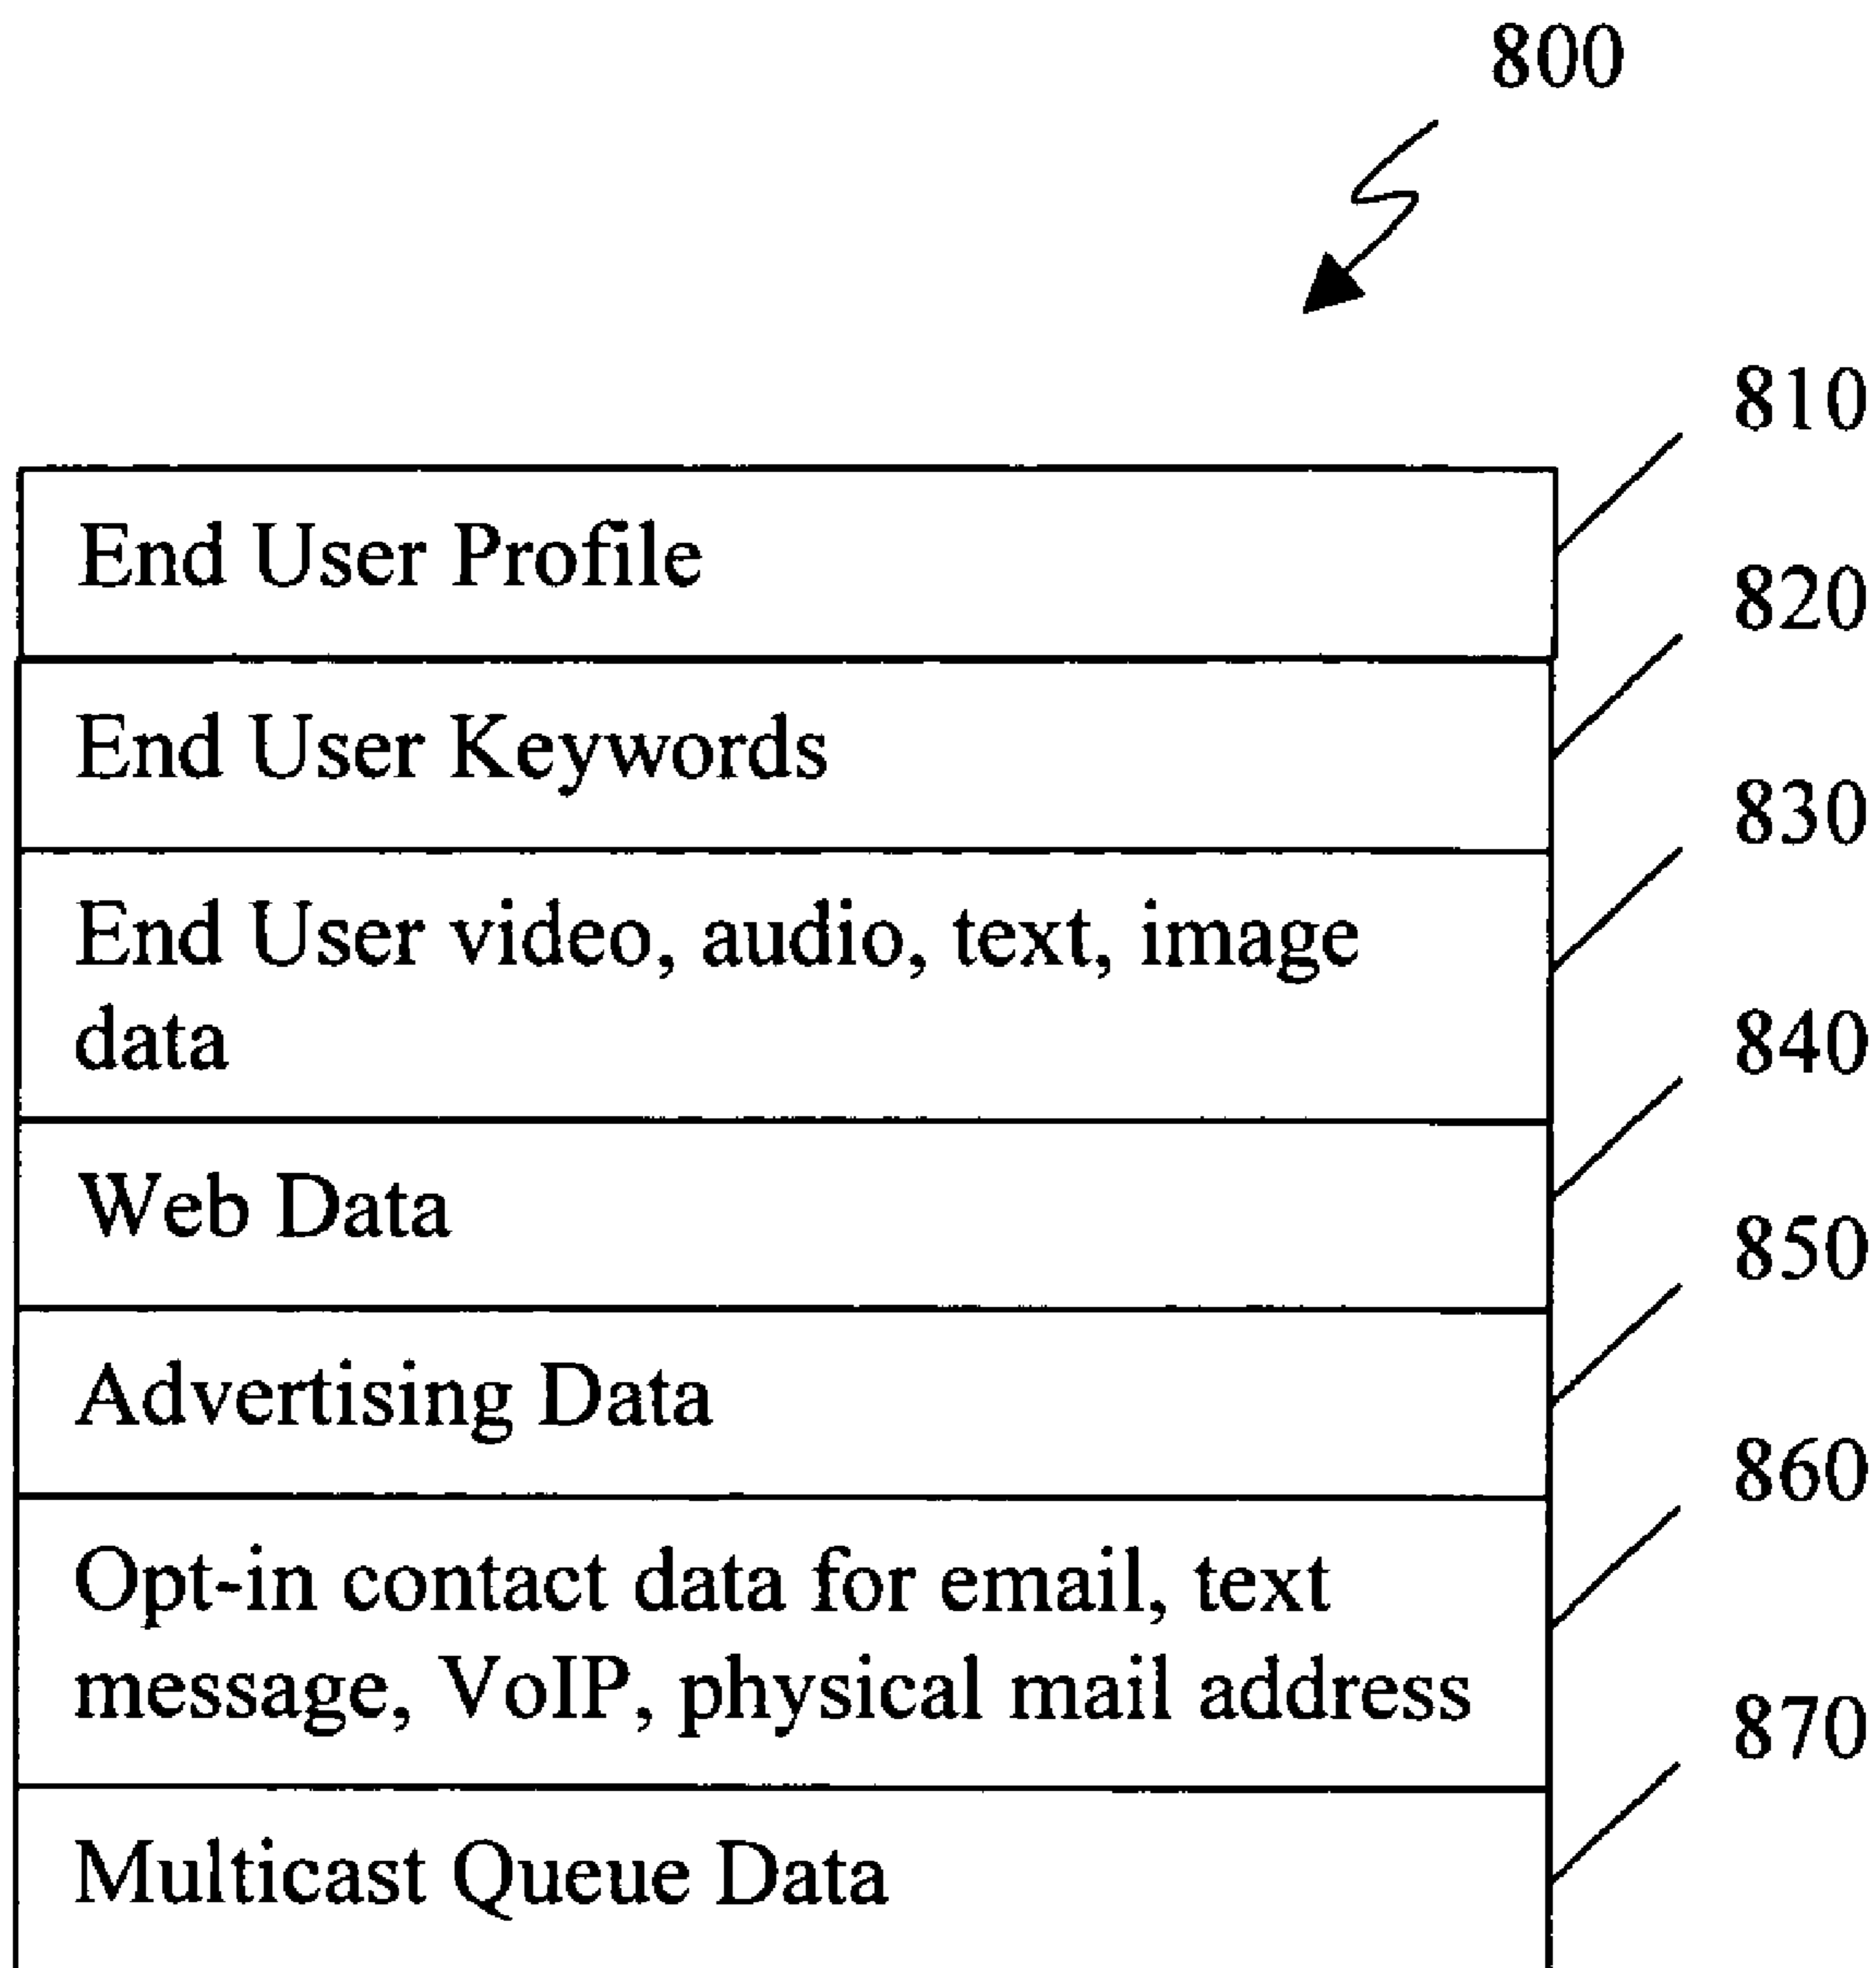 800
810
End User Profile
820
End User Keywords
830
End User video, audio, text, image
data
840
Web Data
850
Advertising Data
860
Opt-in contact data for email, text
message, VoIP, physical mail address
870
Multicast Queue Data